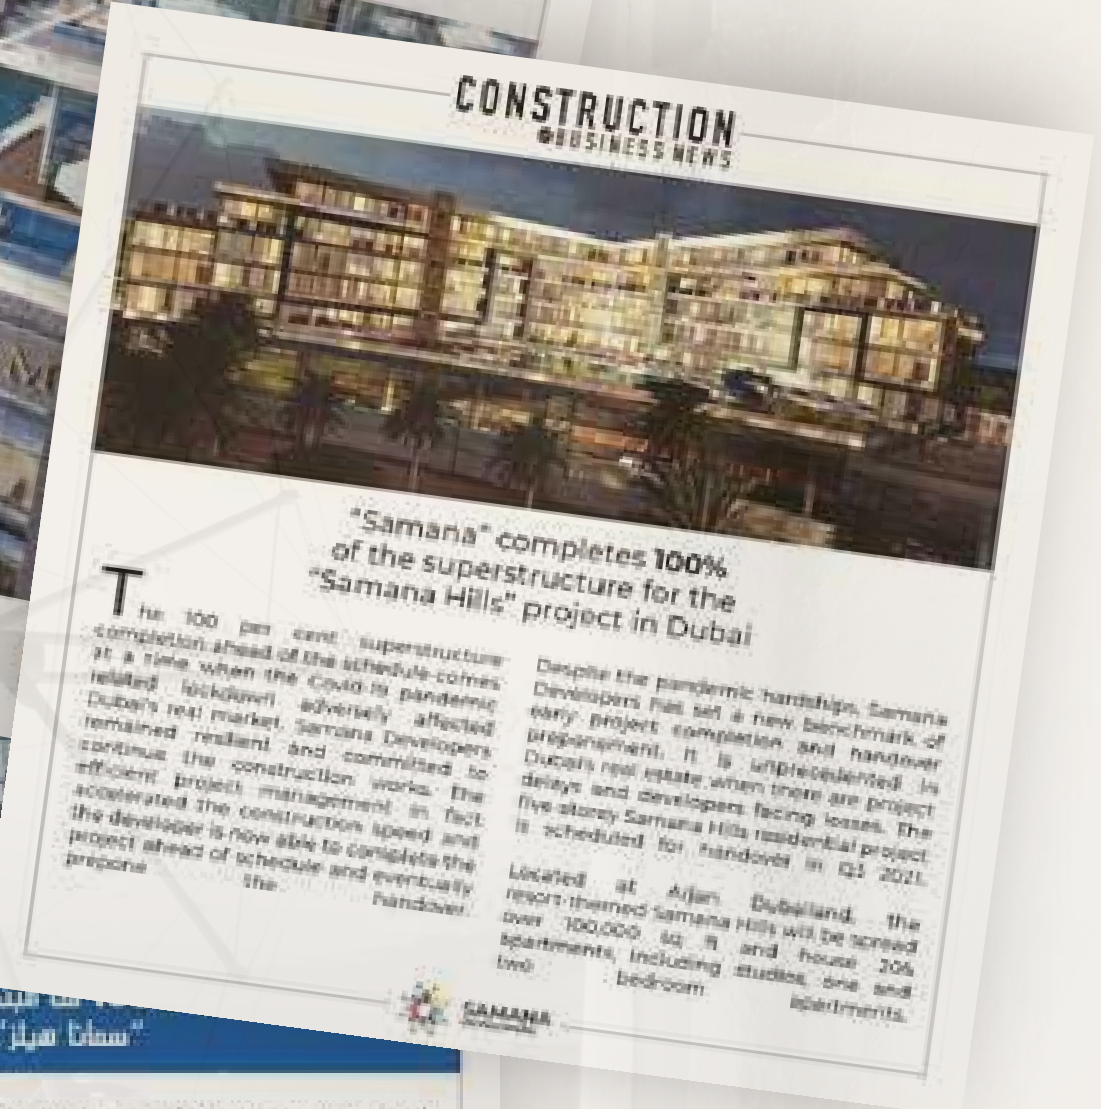 CONSTRUCTION
BUSINESS NEWS
"Samana" completes 100%
of the superstructure for the
"Samana Hills" project in Dubai
The 100 per cent superstructure
completion ahead of the schedule comes
at a time when the Covid-19 pandemic
related lockdown adversely affected
Dubai's real market. Samana Developers
remained resilient and committed to
continue the construction works. The
efficient project management in fact
accelerated the construction speed and
the developer is now able to complete the
project ahead of schedule and eventually
prepone the handover.
Despite the pandemic hardships, Samana
Developers has set a new benchmark of
early project completion and handover
preponement. It is unprecedented in
Dubai's real estate when there are project
delays and developers facing losses. The
five-storey Samana Hills residential project
is scheduled for handover in Q1 2021.
Located at Arjan, Dubailand, the
resort-themed Samana Hills will be spread
over 100,000 sq ft and house
apartments, including studios, one and
two bedroom apartments.
SAMANA
"سمانا هيلز"